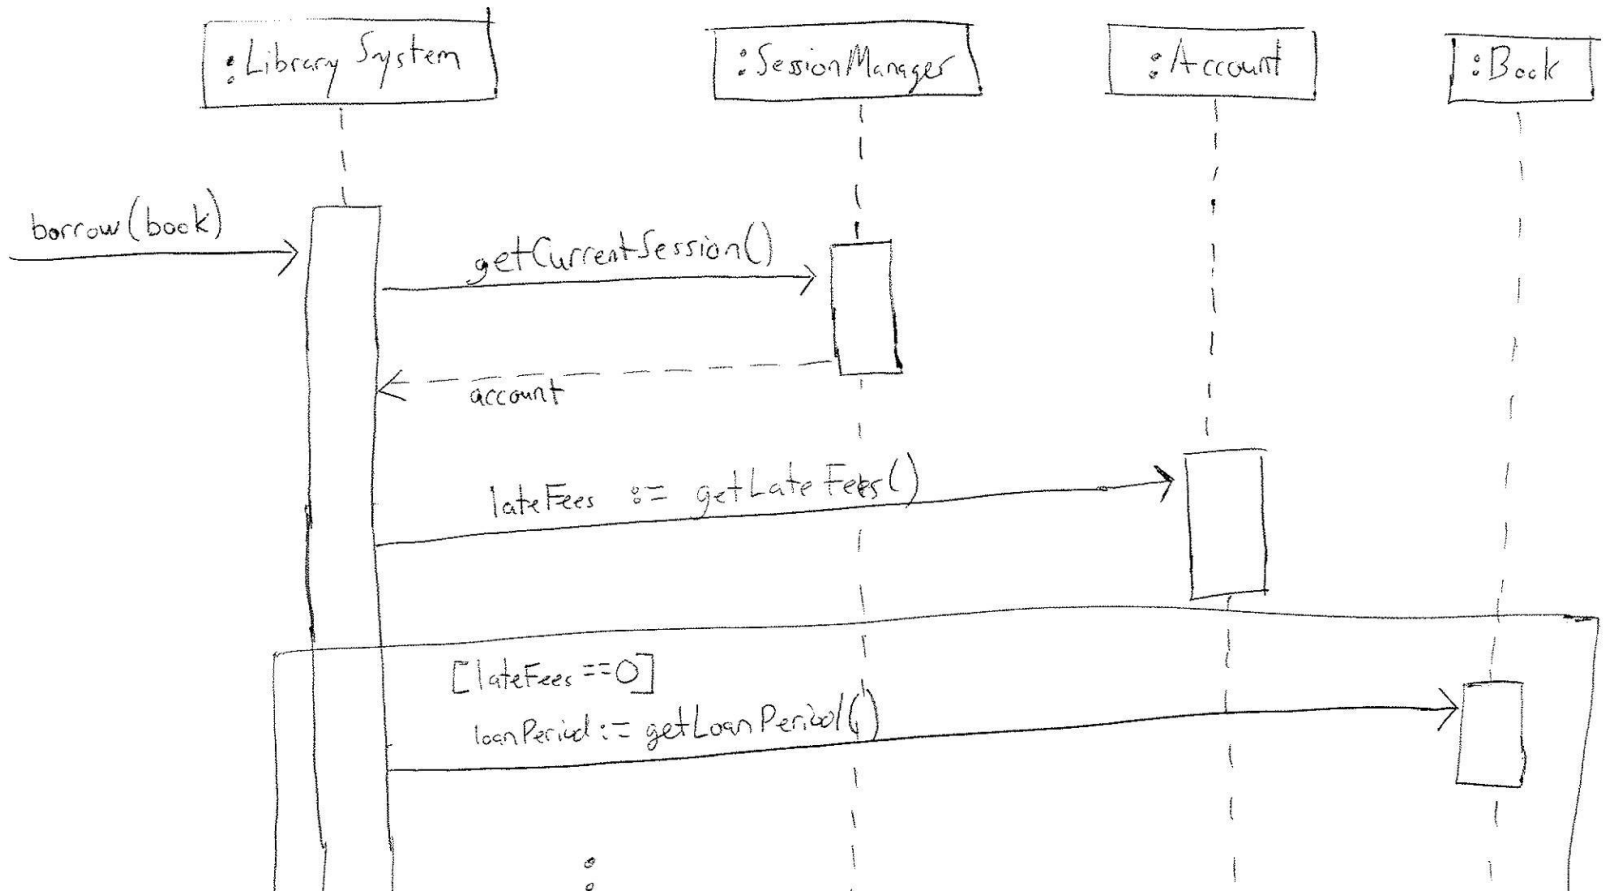 :Library System
:SessionManager
:Account
:Book
borrow(book)
getCurrentSession()
account
lateFees := getLateFees()
[lateFees==0]
loanPeriod := getLoanPeriod()